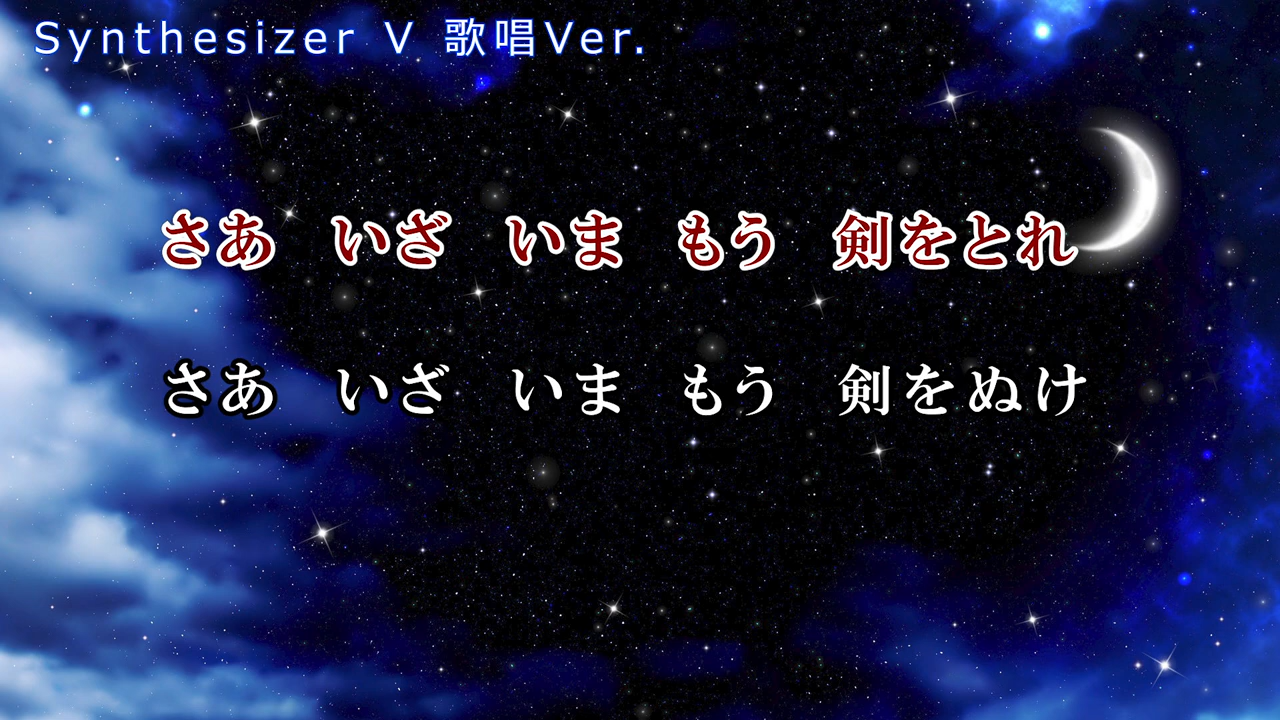 Synthesizer V 歌唱Ver.
さあ　いざ　いま　もう　剣をとれ
さあ　いざ　いま　もう　剣をぬけ